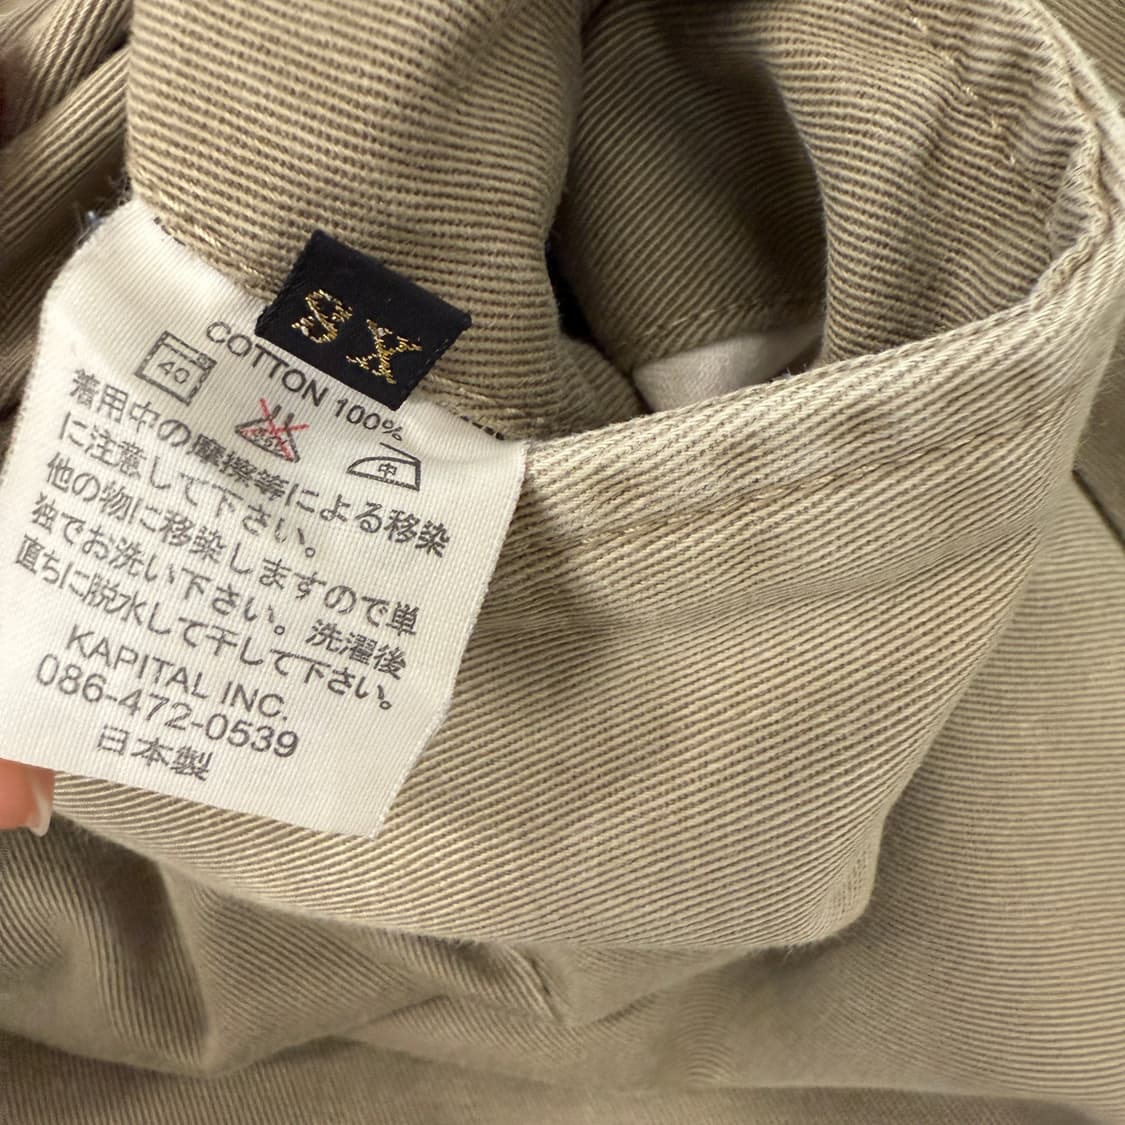 XS
COTTON 100%
40
中
着用中の摩擦等による移染
に注意して下さい。
他の物に移染しますので単
独でお洗い下さい。洗濯後
直ちに脱水して干して下さい。
KAPITAL INC.
086-472-0539
日本製